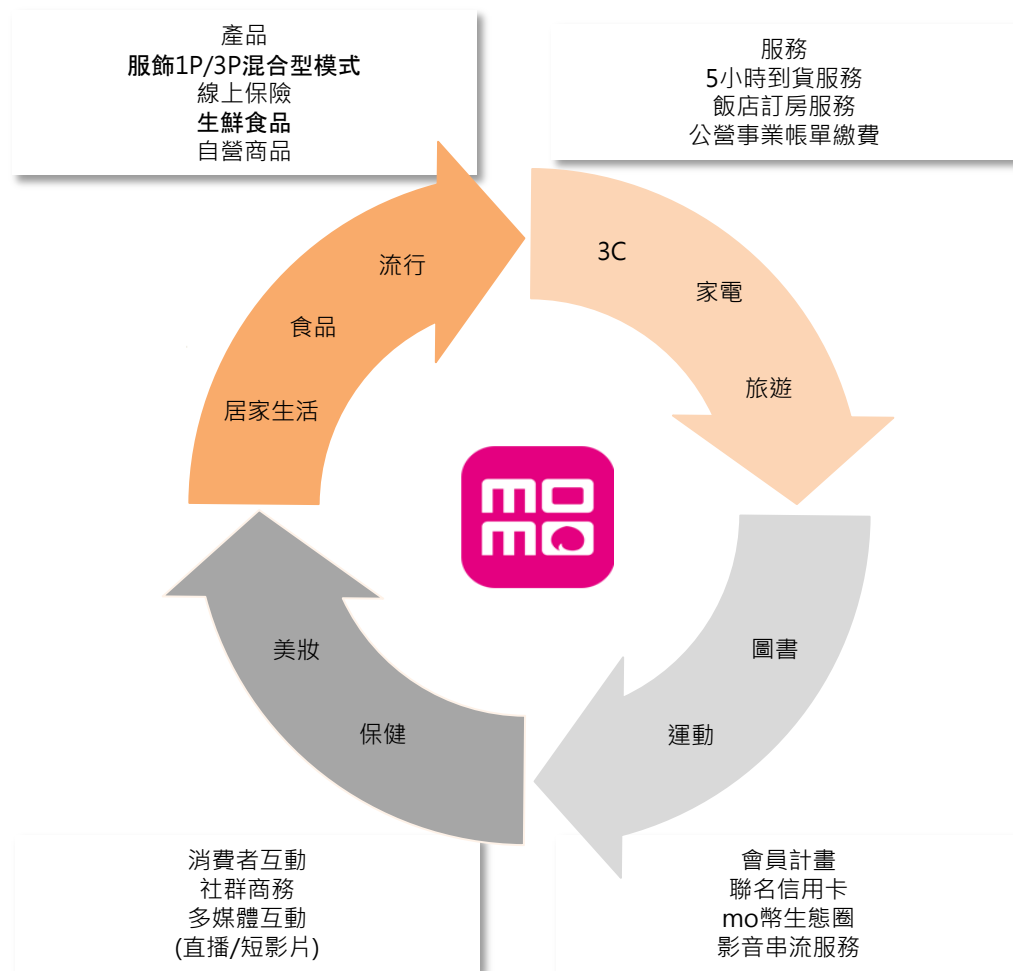 產品
服飾1P/3P混合型模式
線上保險
生鮮食品
自營商品
服務
5小時到貨服務
飯店訂房服務
公營事業帳單繳費
流行
食品
居家生活
3C
家電
旅遊
momo
美妝
保健
圖書
運動
消費者互動
社群商務
多媒體互動
(直播/短影片)
會員計畫
聯名信用卡
mo幣生態圈
影音串流服務